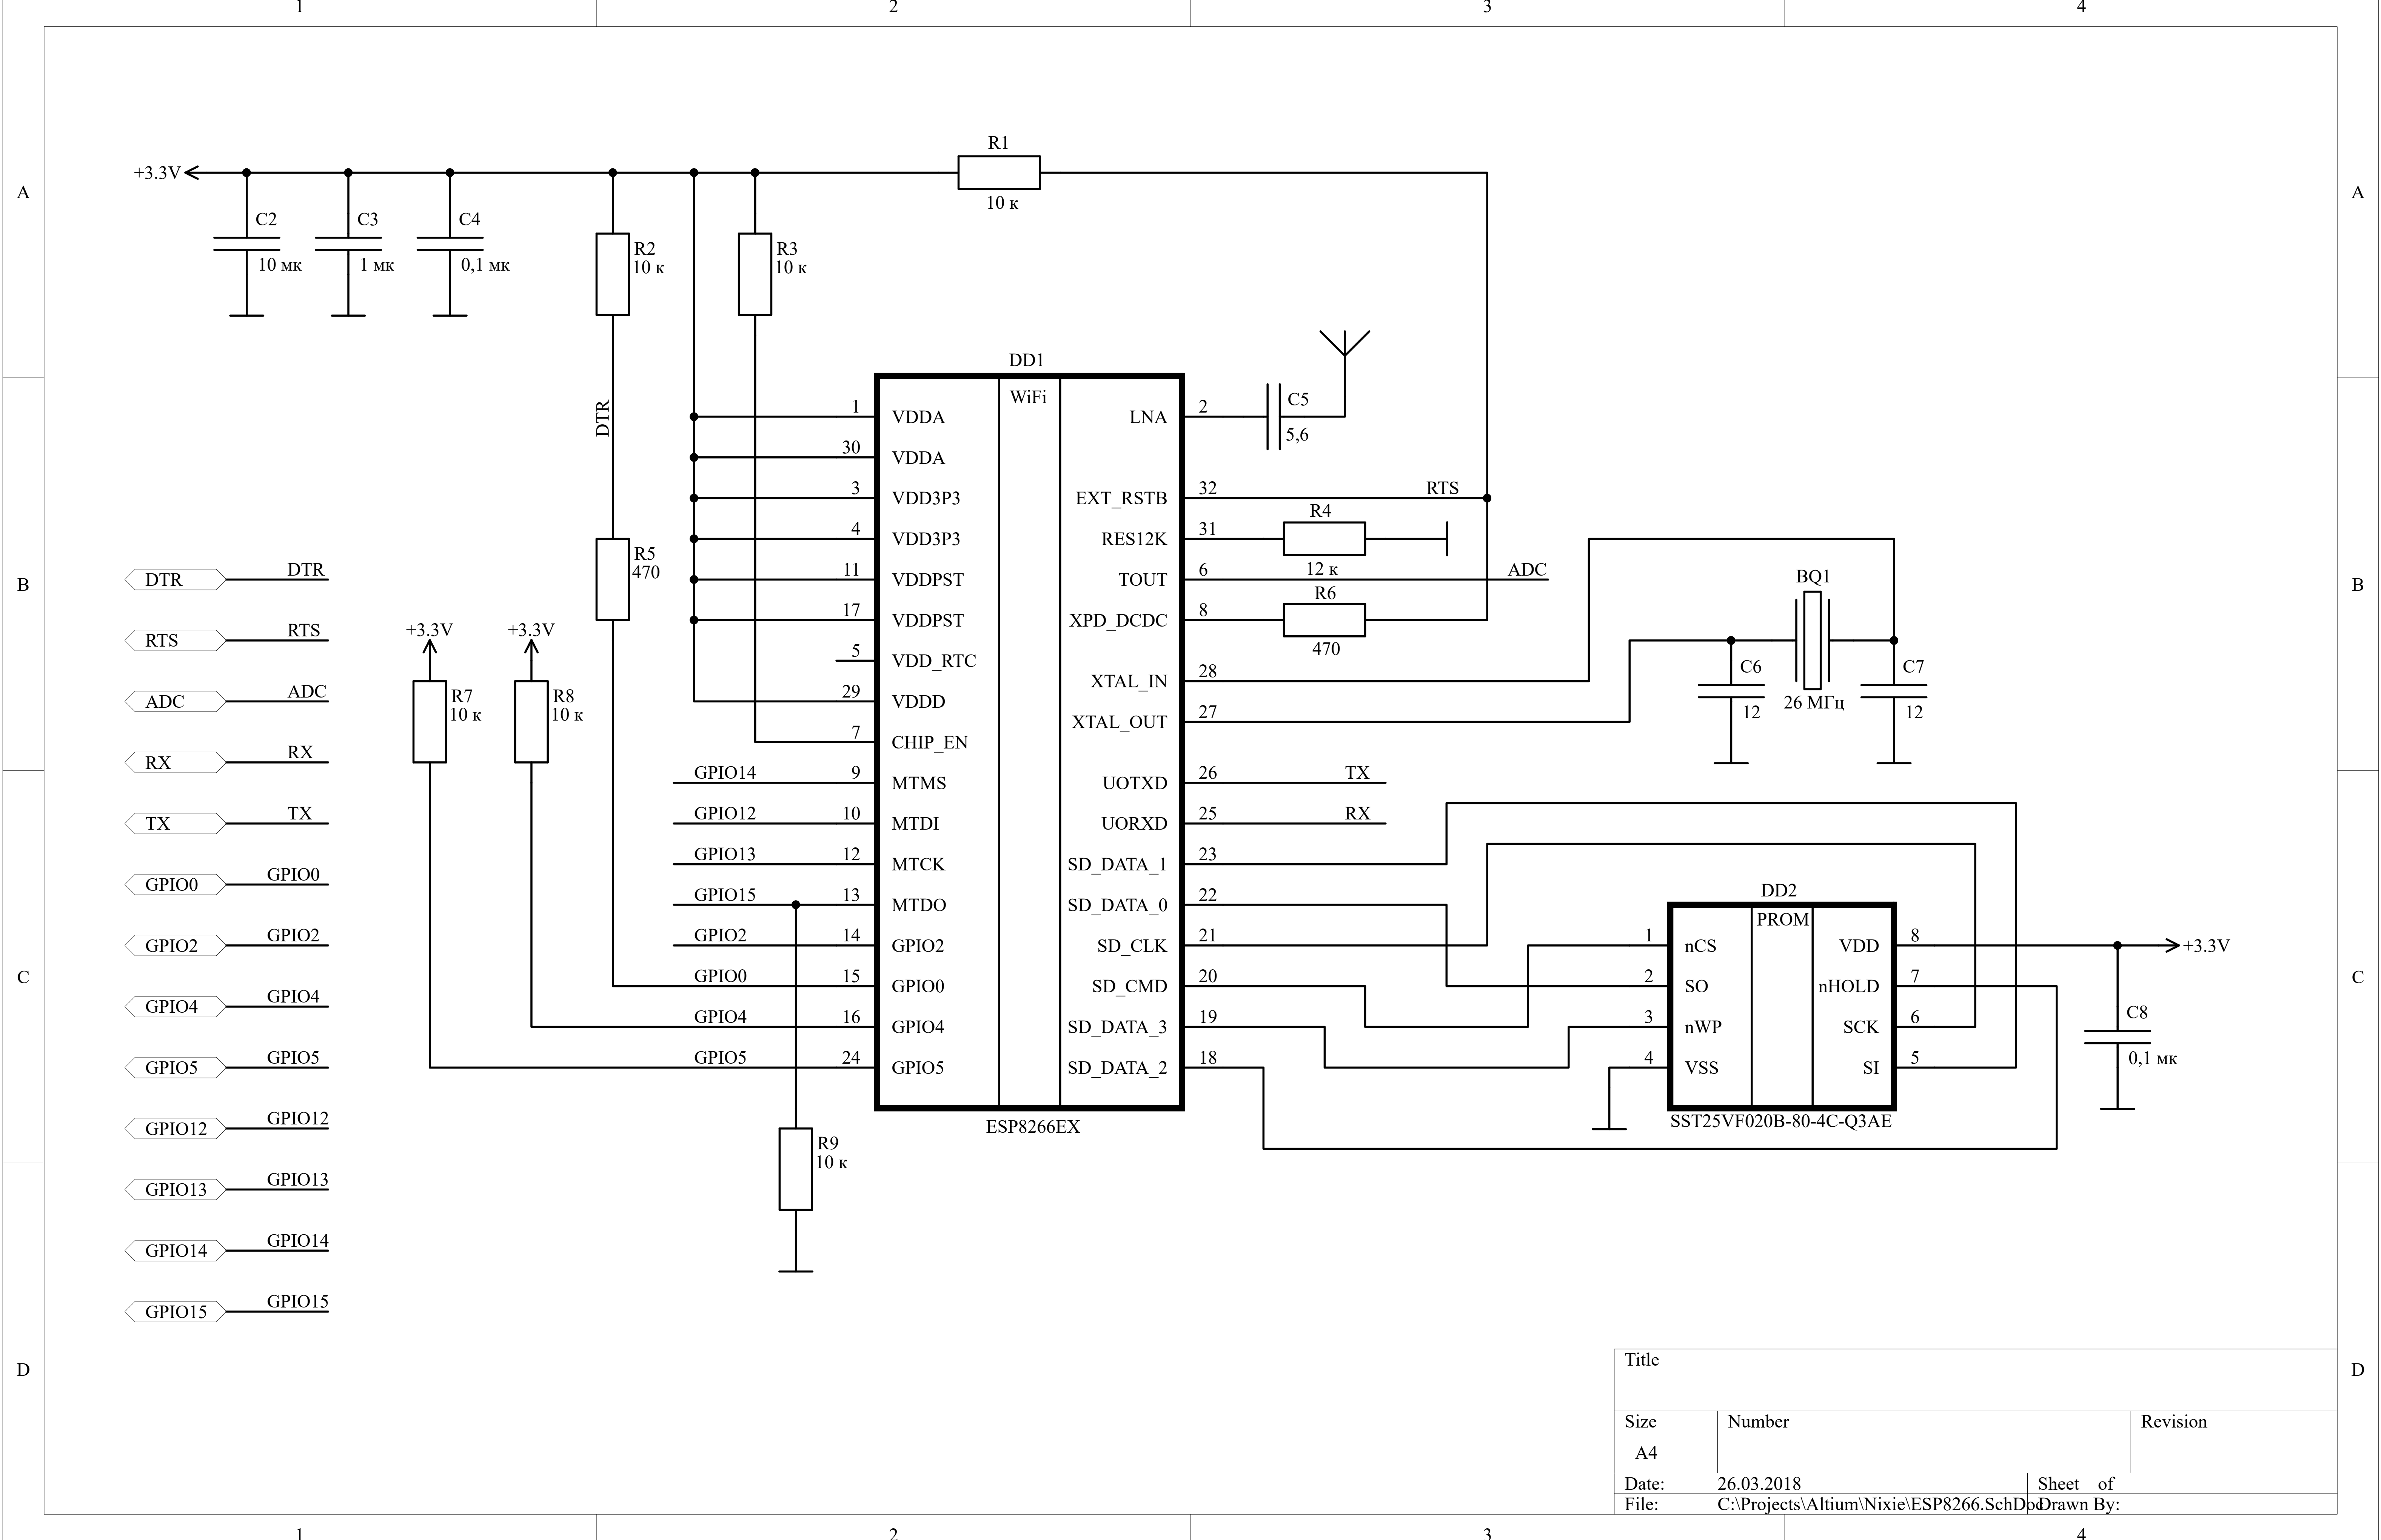 1 2 3 4
A A
B B
C C
D D
+3.3V
C2
10 мк
C3
1 мк
C4
0,1 мк
R1
10 к
R2
10 к
R3
10 к
DTR
R5
470
DTR DTR
RTS RTS
ADC ADC
RX RX
TX TX
GPIO0 GPIO0
GPIO2 GPIO2
GPIO4 GPIO4
GPIO5 GPIO5
GPIO12 GPIO12
GPIO13 GPIO13
GPIO14 GPIO14
GPIO15 GPIO15
+3.3V
R7
10 к
+3.3V
R8
10 к
DD1
WiFi
1 VDDA
30 VDDA
3 VDD3P3
4 VDD3P3
11 VDDPST
17 VDDPST
5 VDD_RTC
29 VDDD
7 CHIP_EN
GPIO14 9 MTMS
GPIO12 10 MTDI
GPIO13 12 MTCK
GPIO15 13 MTDO
GPIO2 14 GPIO2
GPIO0 15 GPIO0
GPIO4 16 GPIO4
GPIO5 24 GPIO5
LNA 2
EXT_RSTB 32 RTS
RES12K 31
TOUT 6 ADC
XPD_DCDC 8
XTAL_IN 28
XTAL_OUT 27
UOTXD 26 TX
UORXD 25 RX
SD_DATA_1 23
SD_DATA_0 22
SD_CLK 21
SD_CMD 20
SD_DATA_3 19
SD_DATA_2 18
ESP8266EX
R9
10 к
C5
5,6
R4
12 к
R6
470
BQ1
26 МГц
C6
12
C7
12
DD2
PROM
1 nCS
2 SO
3 nWP
4 VSS
VDD 8
nHOLD 7
SCK 6
SI 5
SST25VF020B-80-4C-Q3AE
+3.3V
C8
0,1 мк
Title
Size Number Revision
A4
Date: 26.03.2018 Sheet of
File: C:\Projects\Altium\Nixie\ESP8266.SchDoc Drawn By:
1 2 3 4